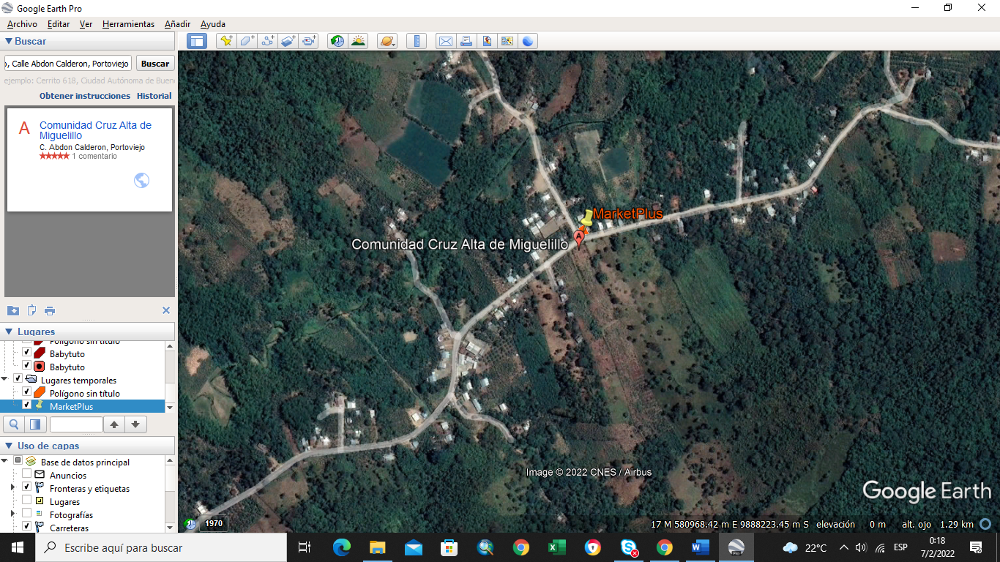 Google Earth Pro
Archivo Editar Ver Herramientas Añadir Ayuda
Buscar
, Calle Abdon Calderon, Portoviejo
Buscar
ejemplo: Cerrito 618, Ciudad Autónoma de Buen
Obtener instrucciones Historial
A
Comunidad Cruz Alta de
Miguelillo
C. Abdon Calderon, Portoviejo
1 comentario
Lugares
Polígono sin título
Babytuto
Babytuto
Lugares temporales
Polígono sin título
MarketPlus
Uso de capas
Base de datos principal
Anuncios
Fronteras y etiquetas
Lugares
Fotografías
Carreteras
MarketPlus
A
Comunidad Cruz Alta de Miguelillo
Image © 2022 CNES / Airbus
Google Earth
1970
17 M 580968.42 m E 9888223.45 m S elevación 0 m alt. ojo 1.29 km
Escribe aquí para buscar
22°C
ESP
0:18
7/2/2022